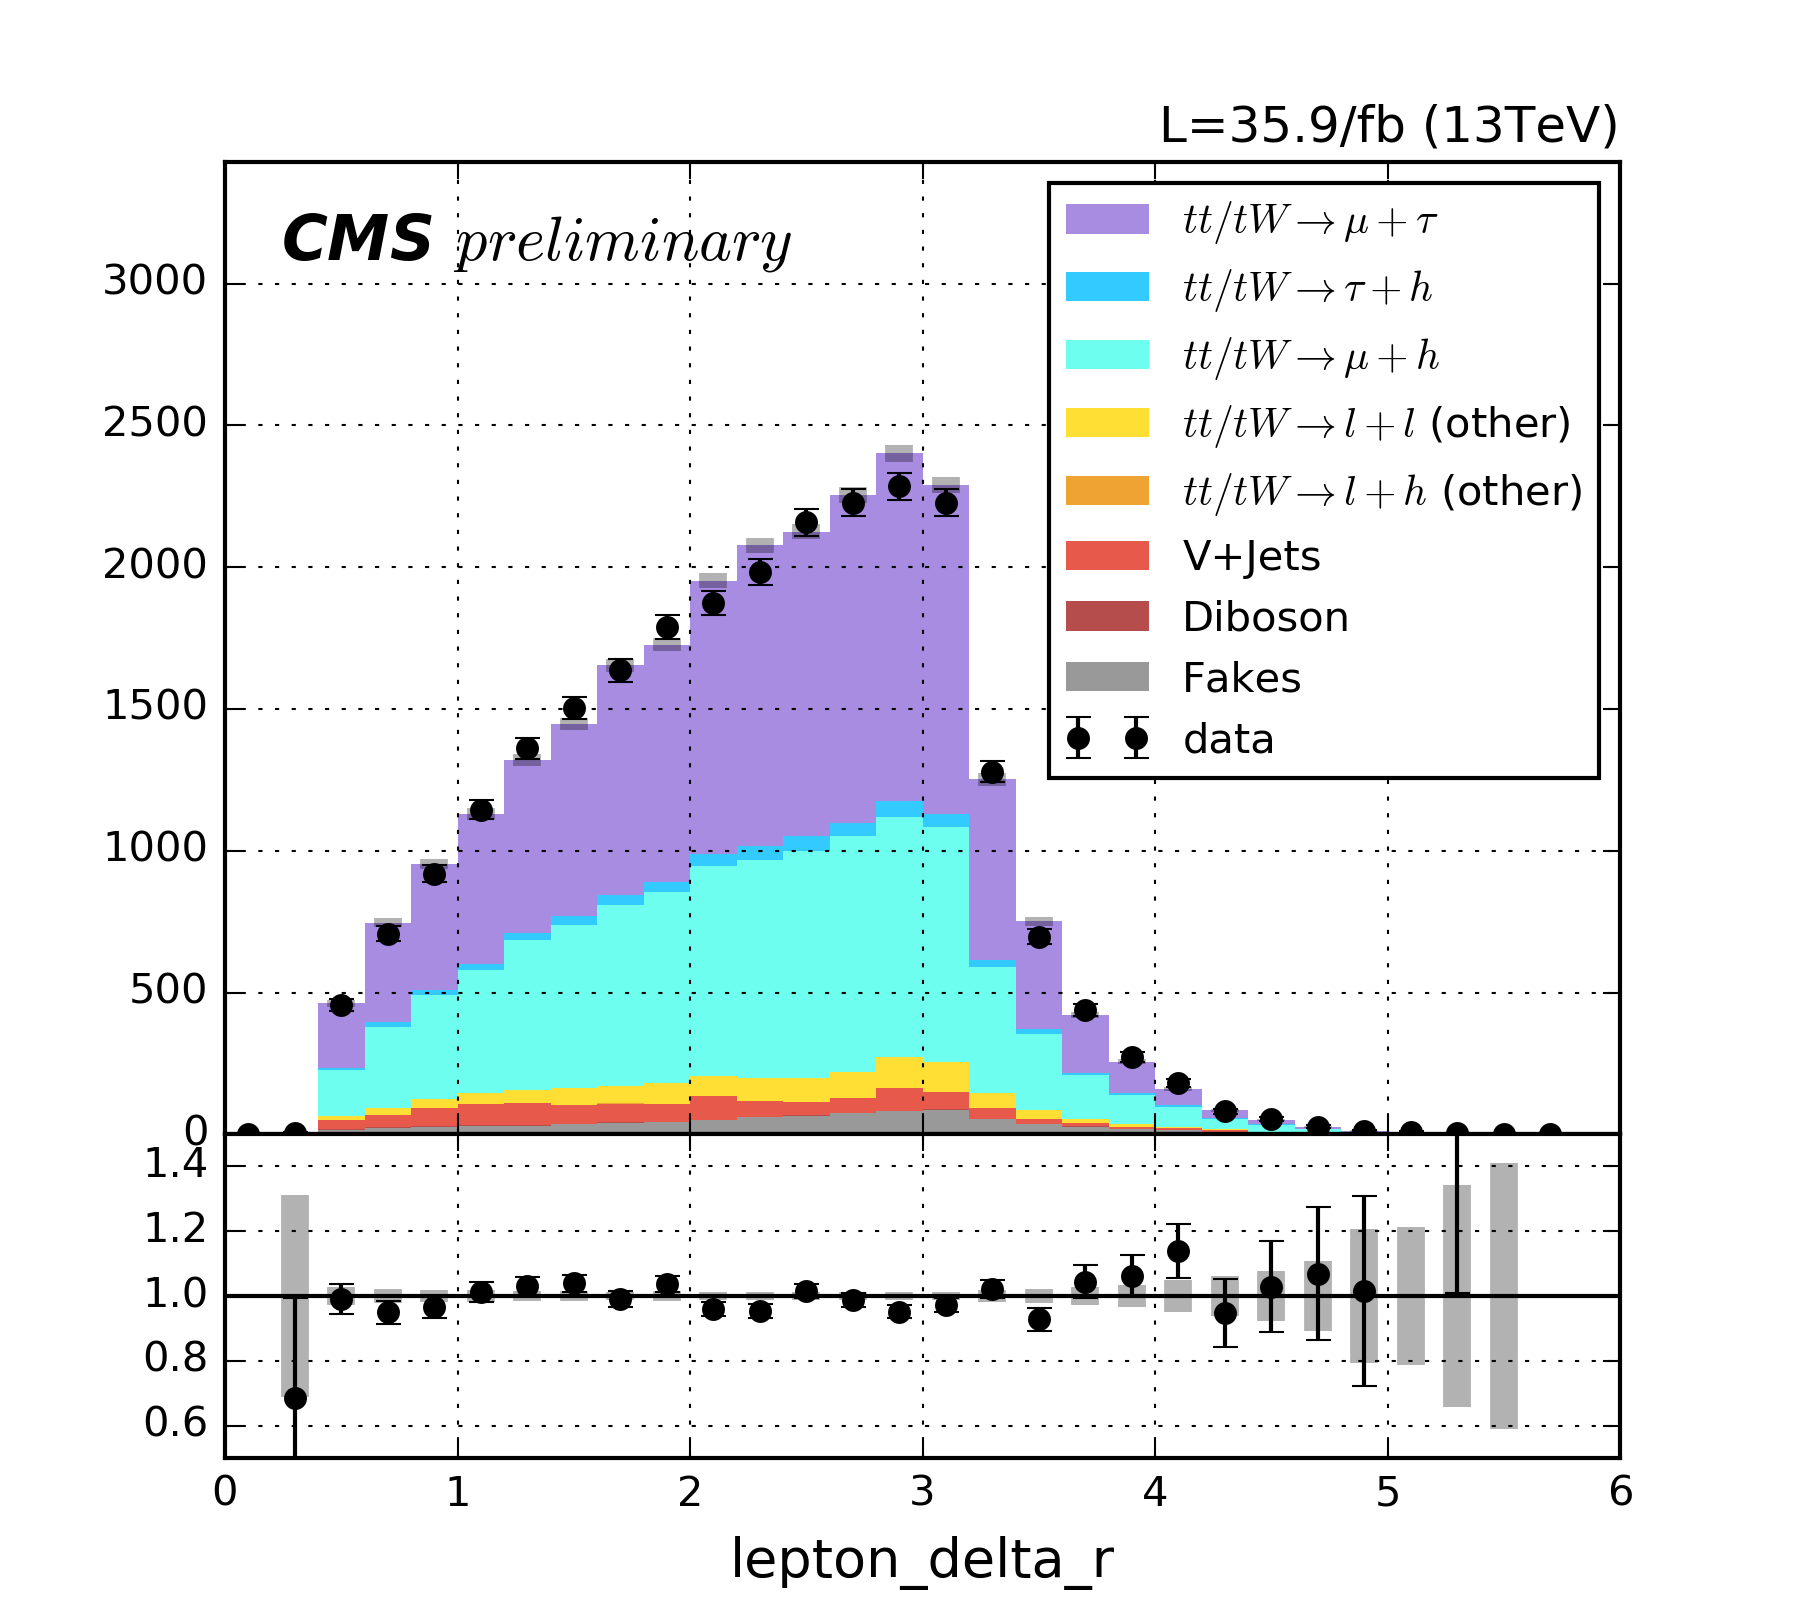 L=35.9/fb (13TeV)
CMS preliminary
tt/tW→μ+τ
tt/tW→τ+h
tt/tW→μ+h
tt/tW→l+l (other)
tt/tW→l+h (other)
V+Jets
Diboson
Fakes
data
3000
2500
2000
1500
1000
500
0
1.4
1.2
1.0
0.8
0.6
0 1 2 3 4 5 6
lepton_delta_r